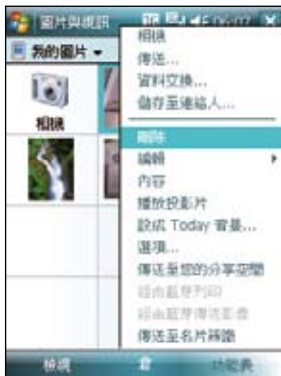 圖片與視訊 06:07
我的圖片
相機
相機
傳送...
資料交換...
儲存至連絡人...
刪除
編輯
內容
播放投影片
設成 Today 背景...
選項...
傳送至您的分享空間
經由藍芽列印
經由藍芽傳送影像
傳送至名片辨識
檢視
功能表